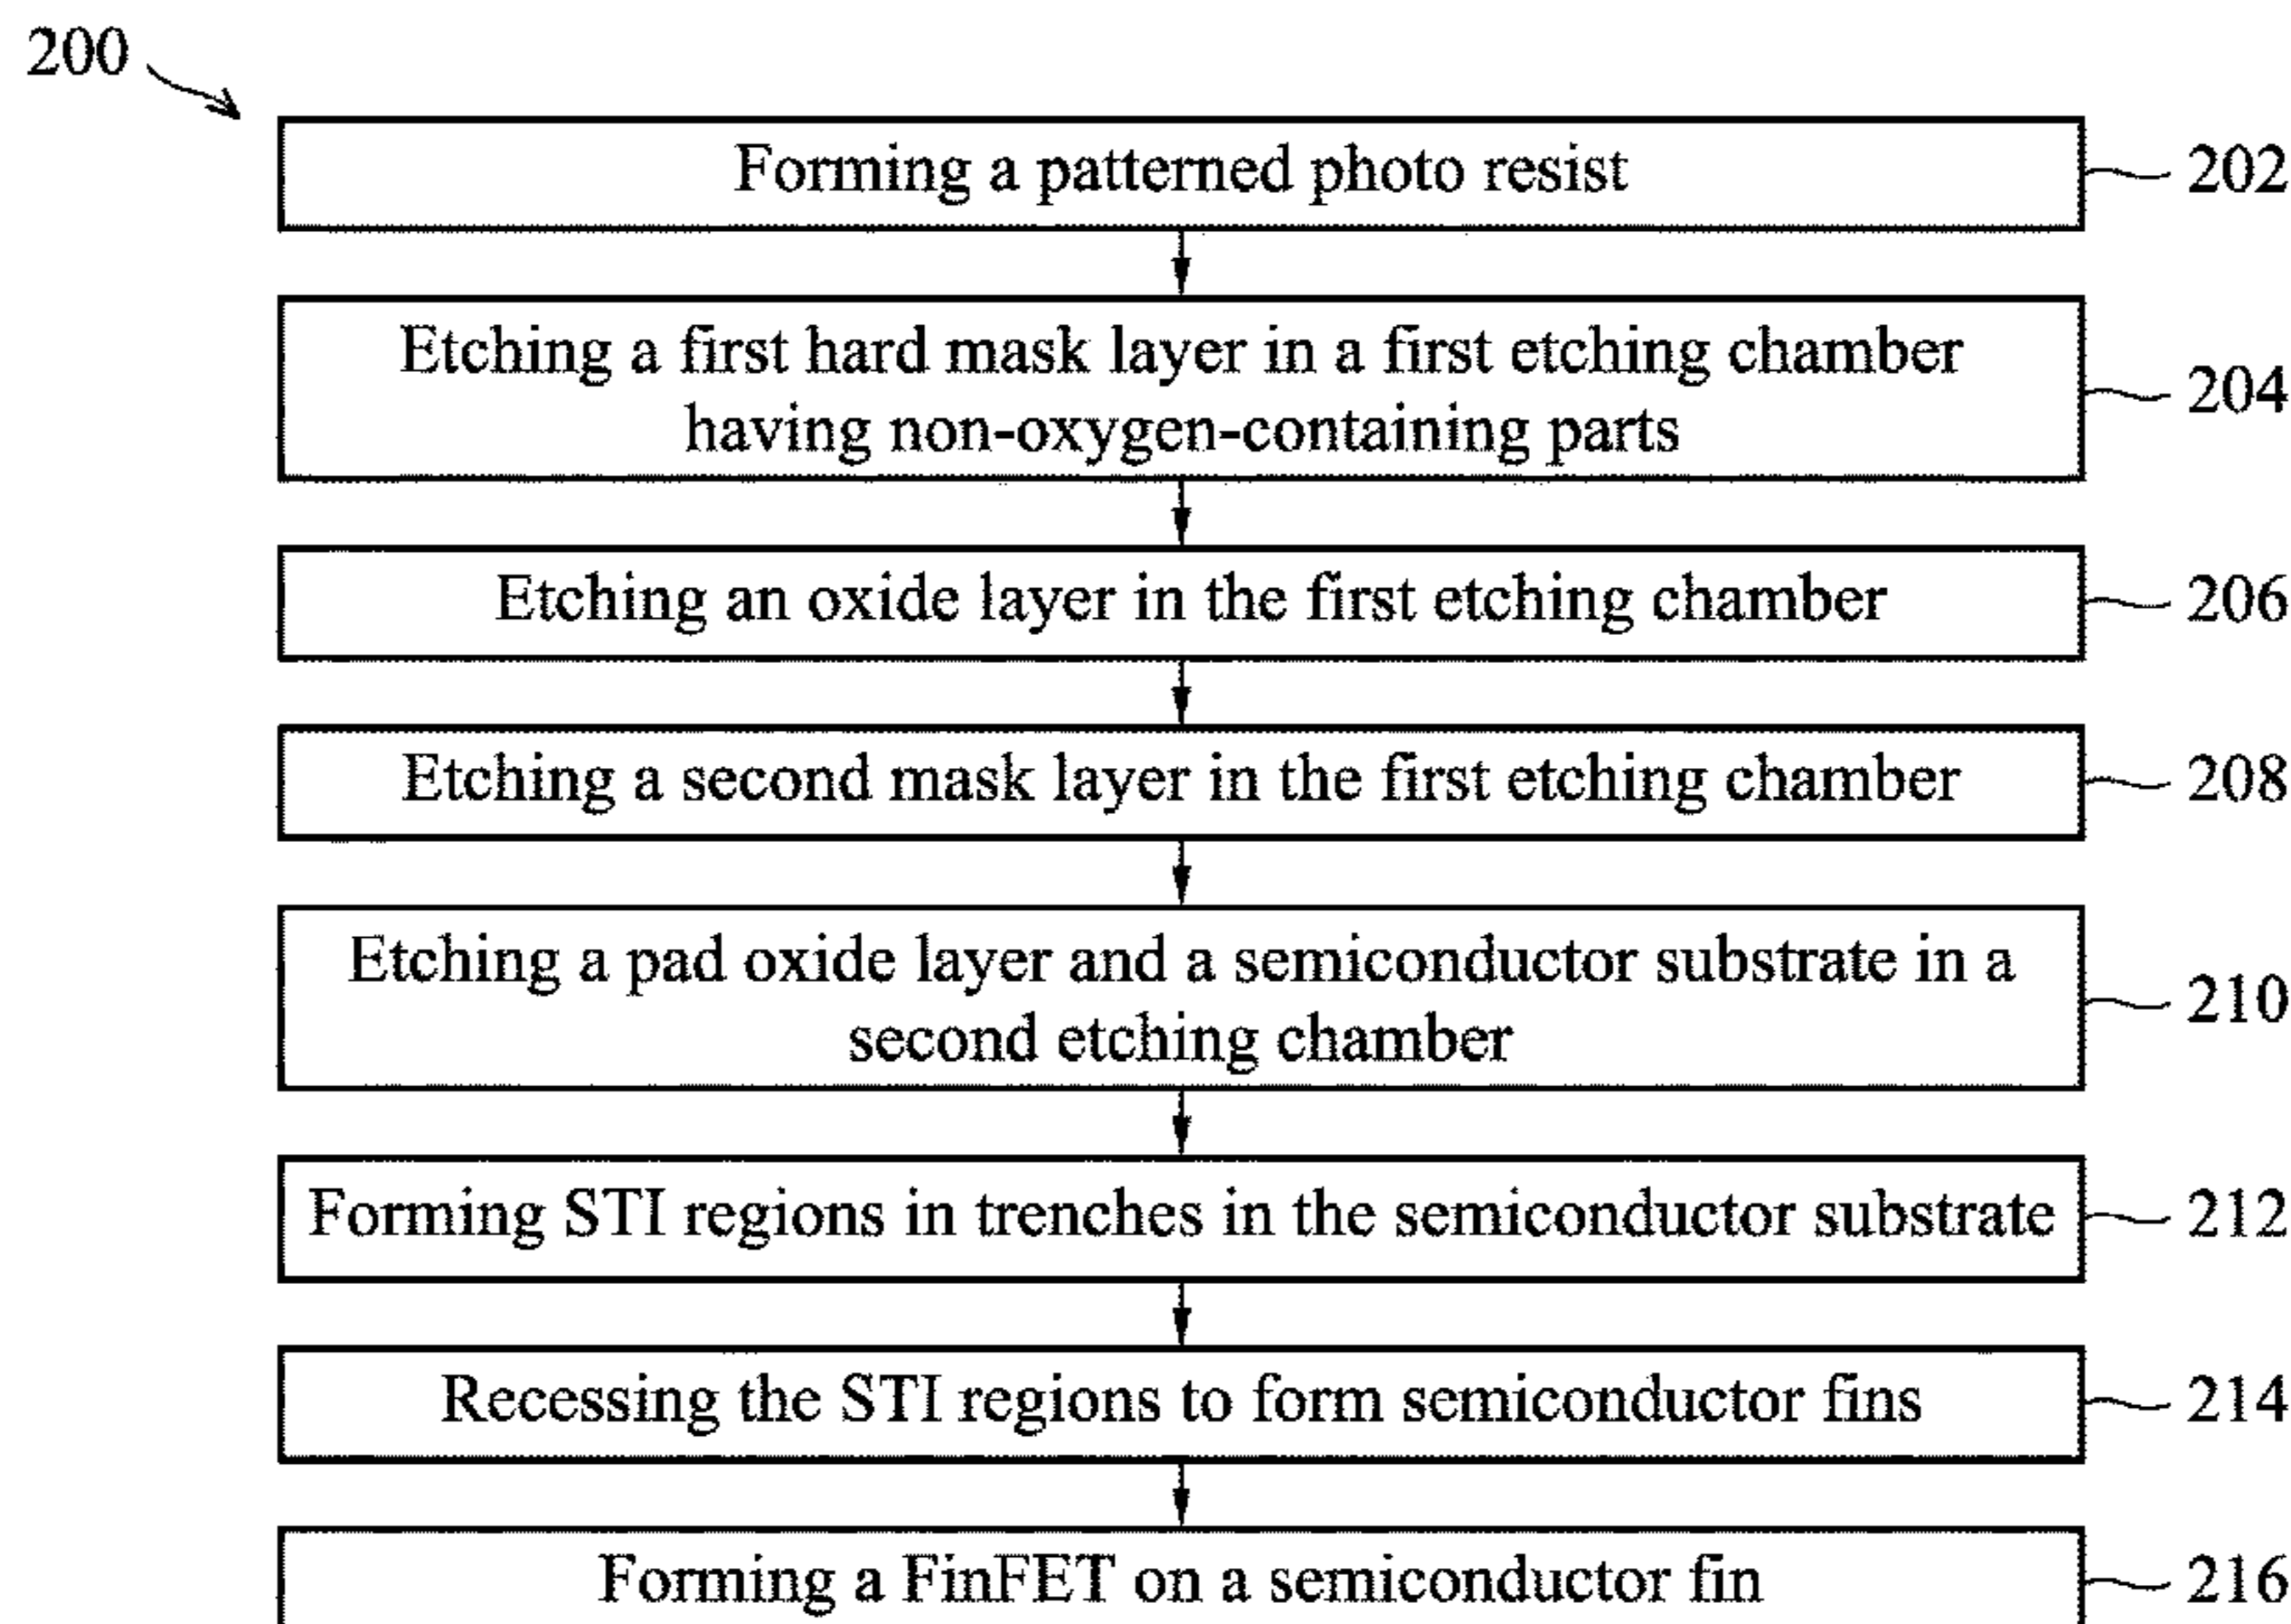 200
Forming a patterned photo resist
202
Etching a first hard mask layer in a first etching chamber
having non-oxygen-containing parts
204
Etching an oxide layer in the first etching chamber
206
Etching a second mask layer in the first etching chamber
208
Etching a pad oxide layer and a semiconductor substrate in a
second etching chamber
210
Forming STI regions in trenches in the semiconductor substrate
212
Recessing the STI regions to form semiconductor fins
214
Forming a FinFET on a semiconductor fin
216